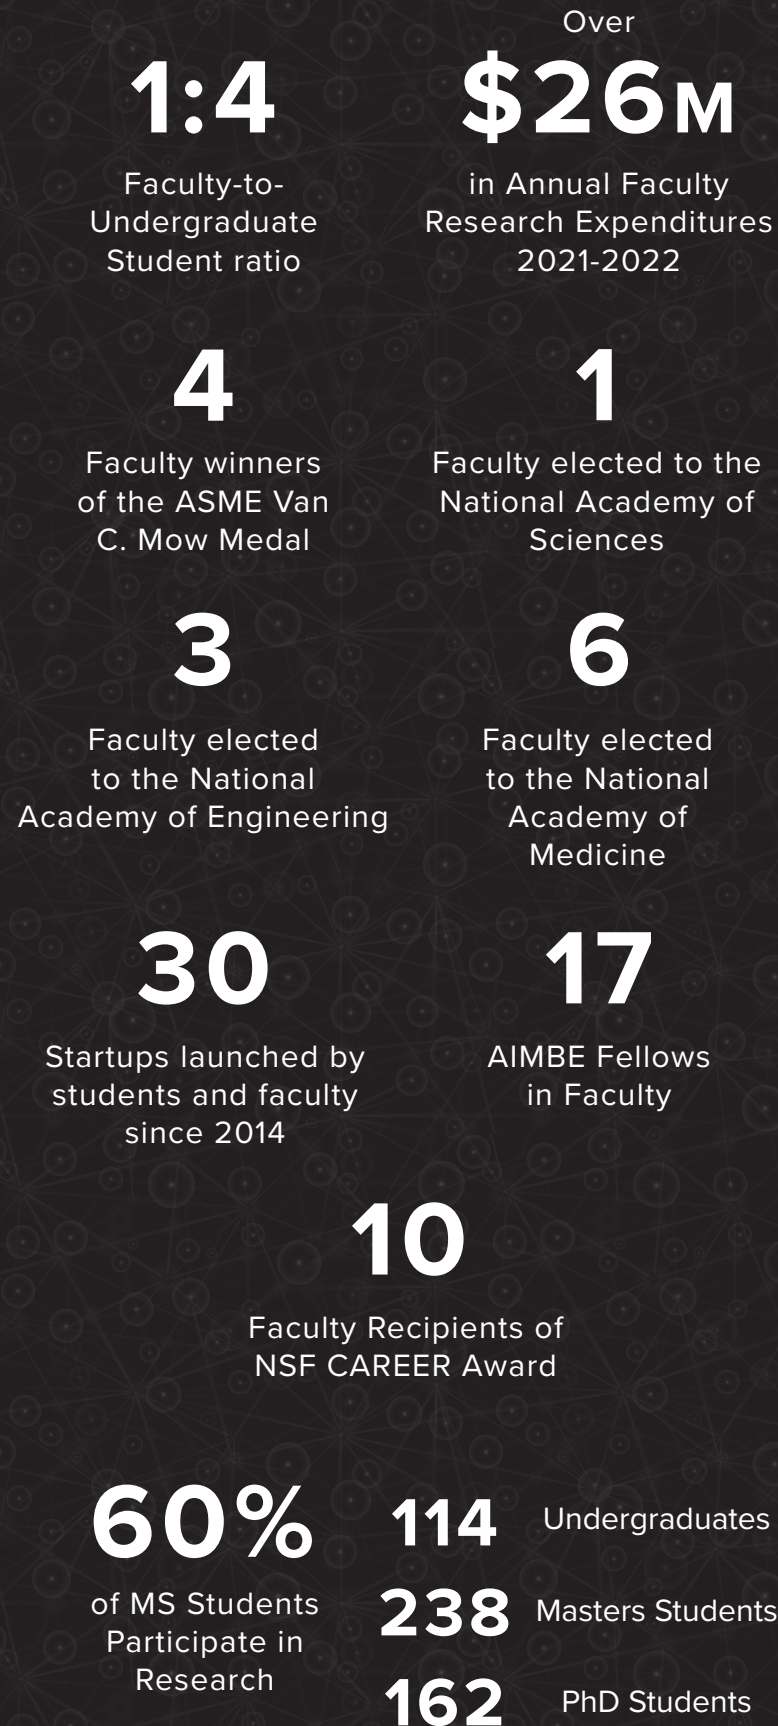 1:4
Faculty-to-
Undergraduate
Student ratio
Over
$26M
in Annual Faculty
Research Expenditures
2021-2022
4
Faculty winners
of the ASME Van
C. Mow Medal
1
Faculty elected to the
National Academy of
Sciences
3
Faculty elected
to the National
Academy of Engineering
6
Faculty elected
to the National
Academy of
Medicine
30
Startups launched by
students and faculty
since 2014
17
AIMBE Fellows
in Faculty
10
Faculty Recipients of
NSF CAREER Award
60%
of MS Students
Participate in
Research
114 Undergraduates
238 Masters Students
162 PhD Students